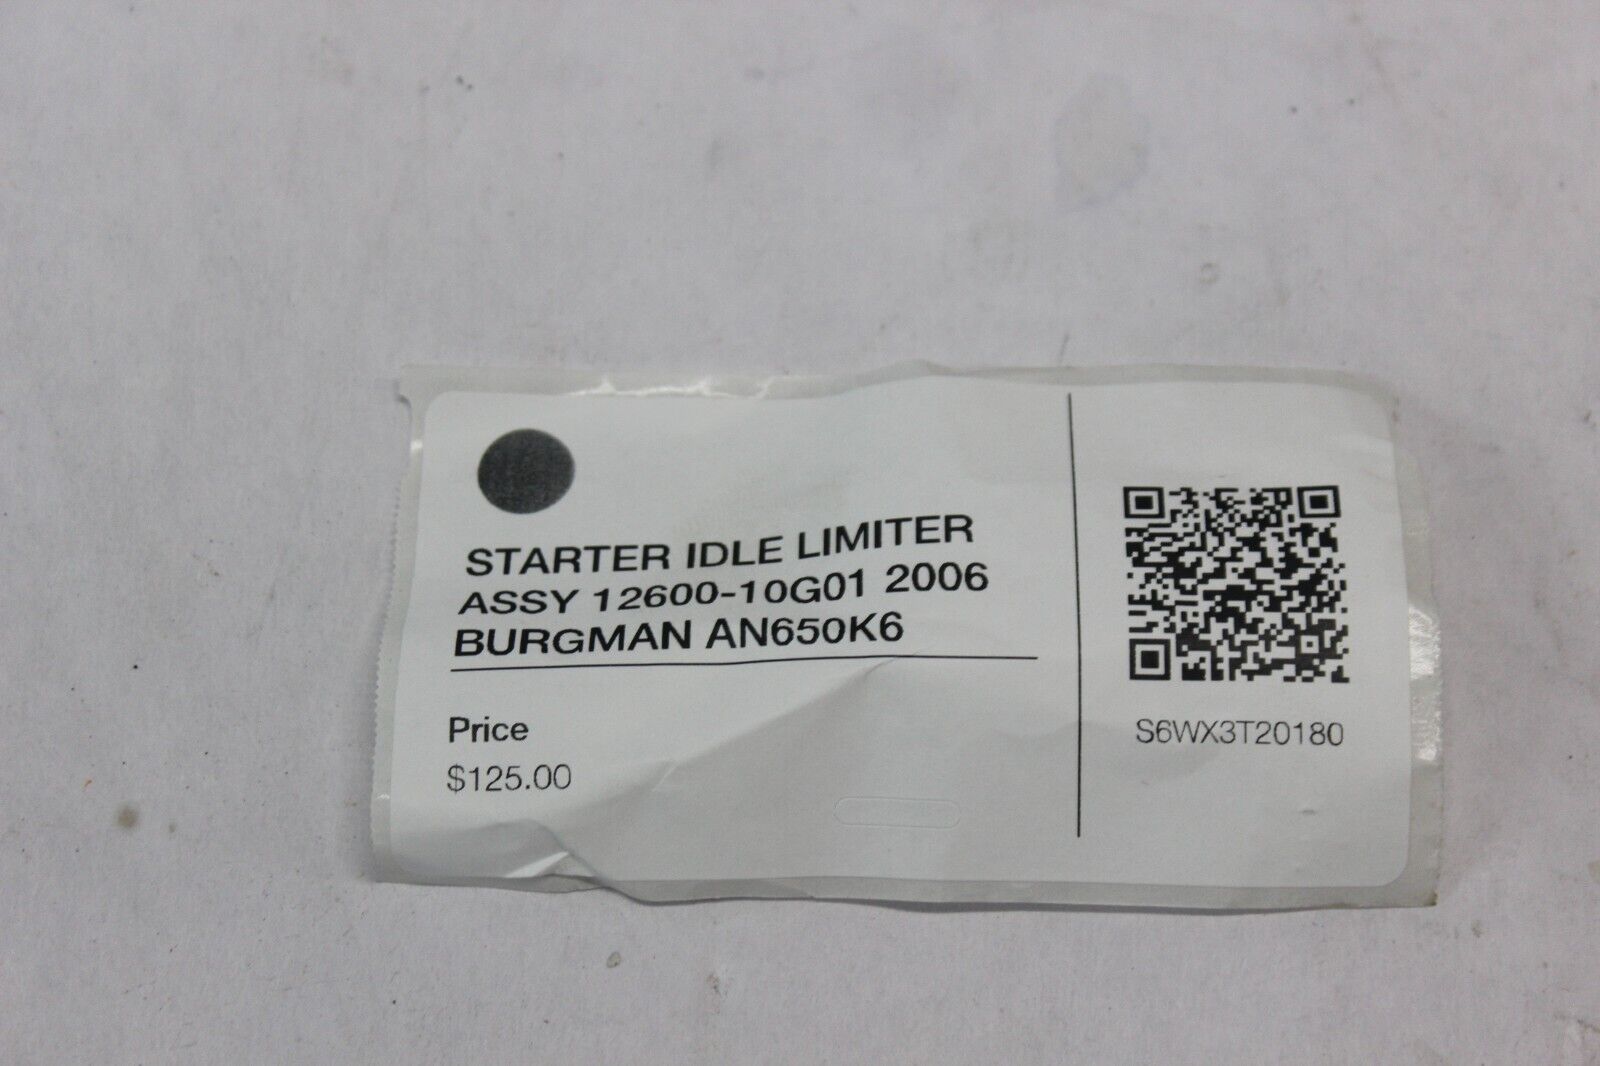 STARTER IDLE LIMITER
ASSY 12600-10G01 2006
BURGMAN AN650K6
Price
$125.00
S6WX3T20180